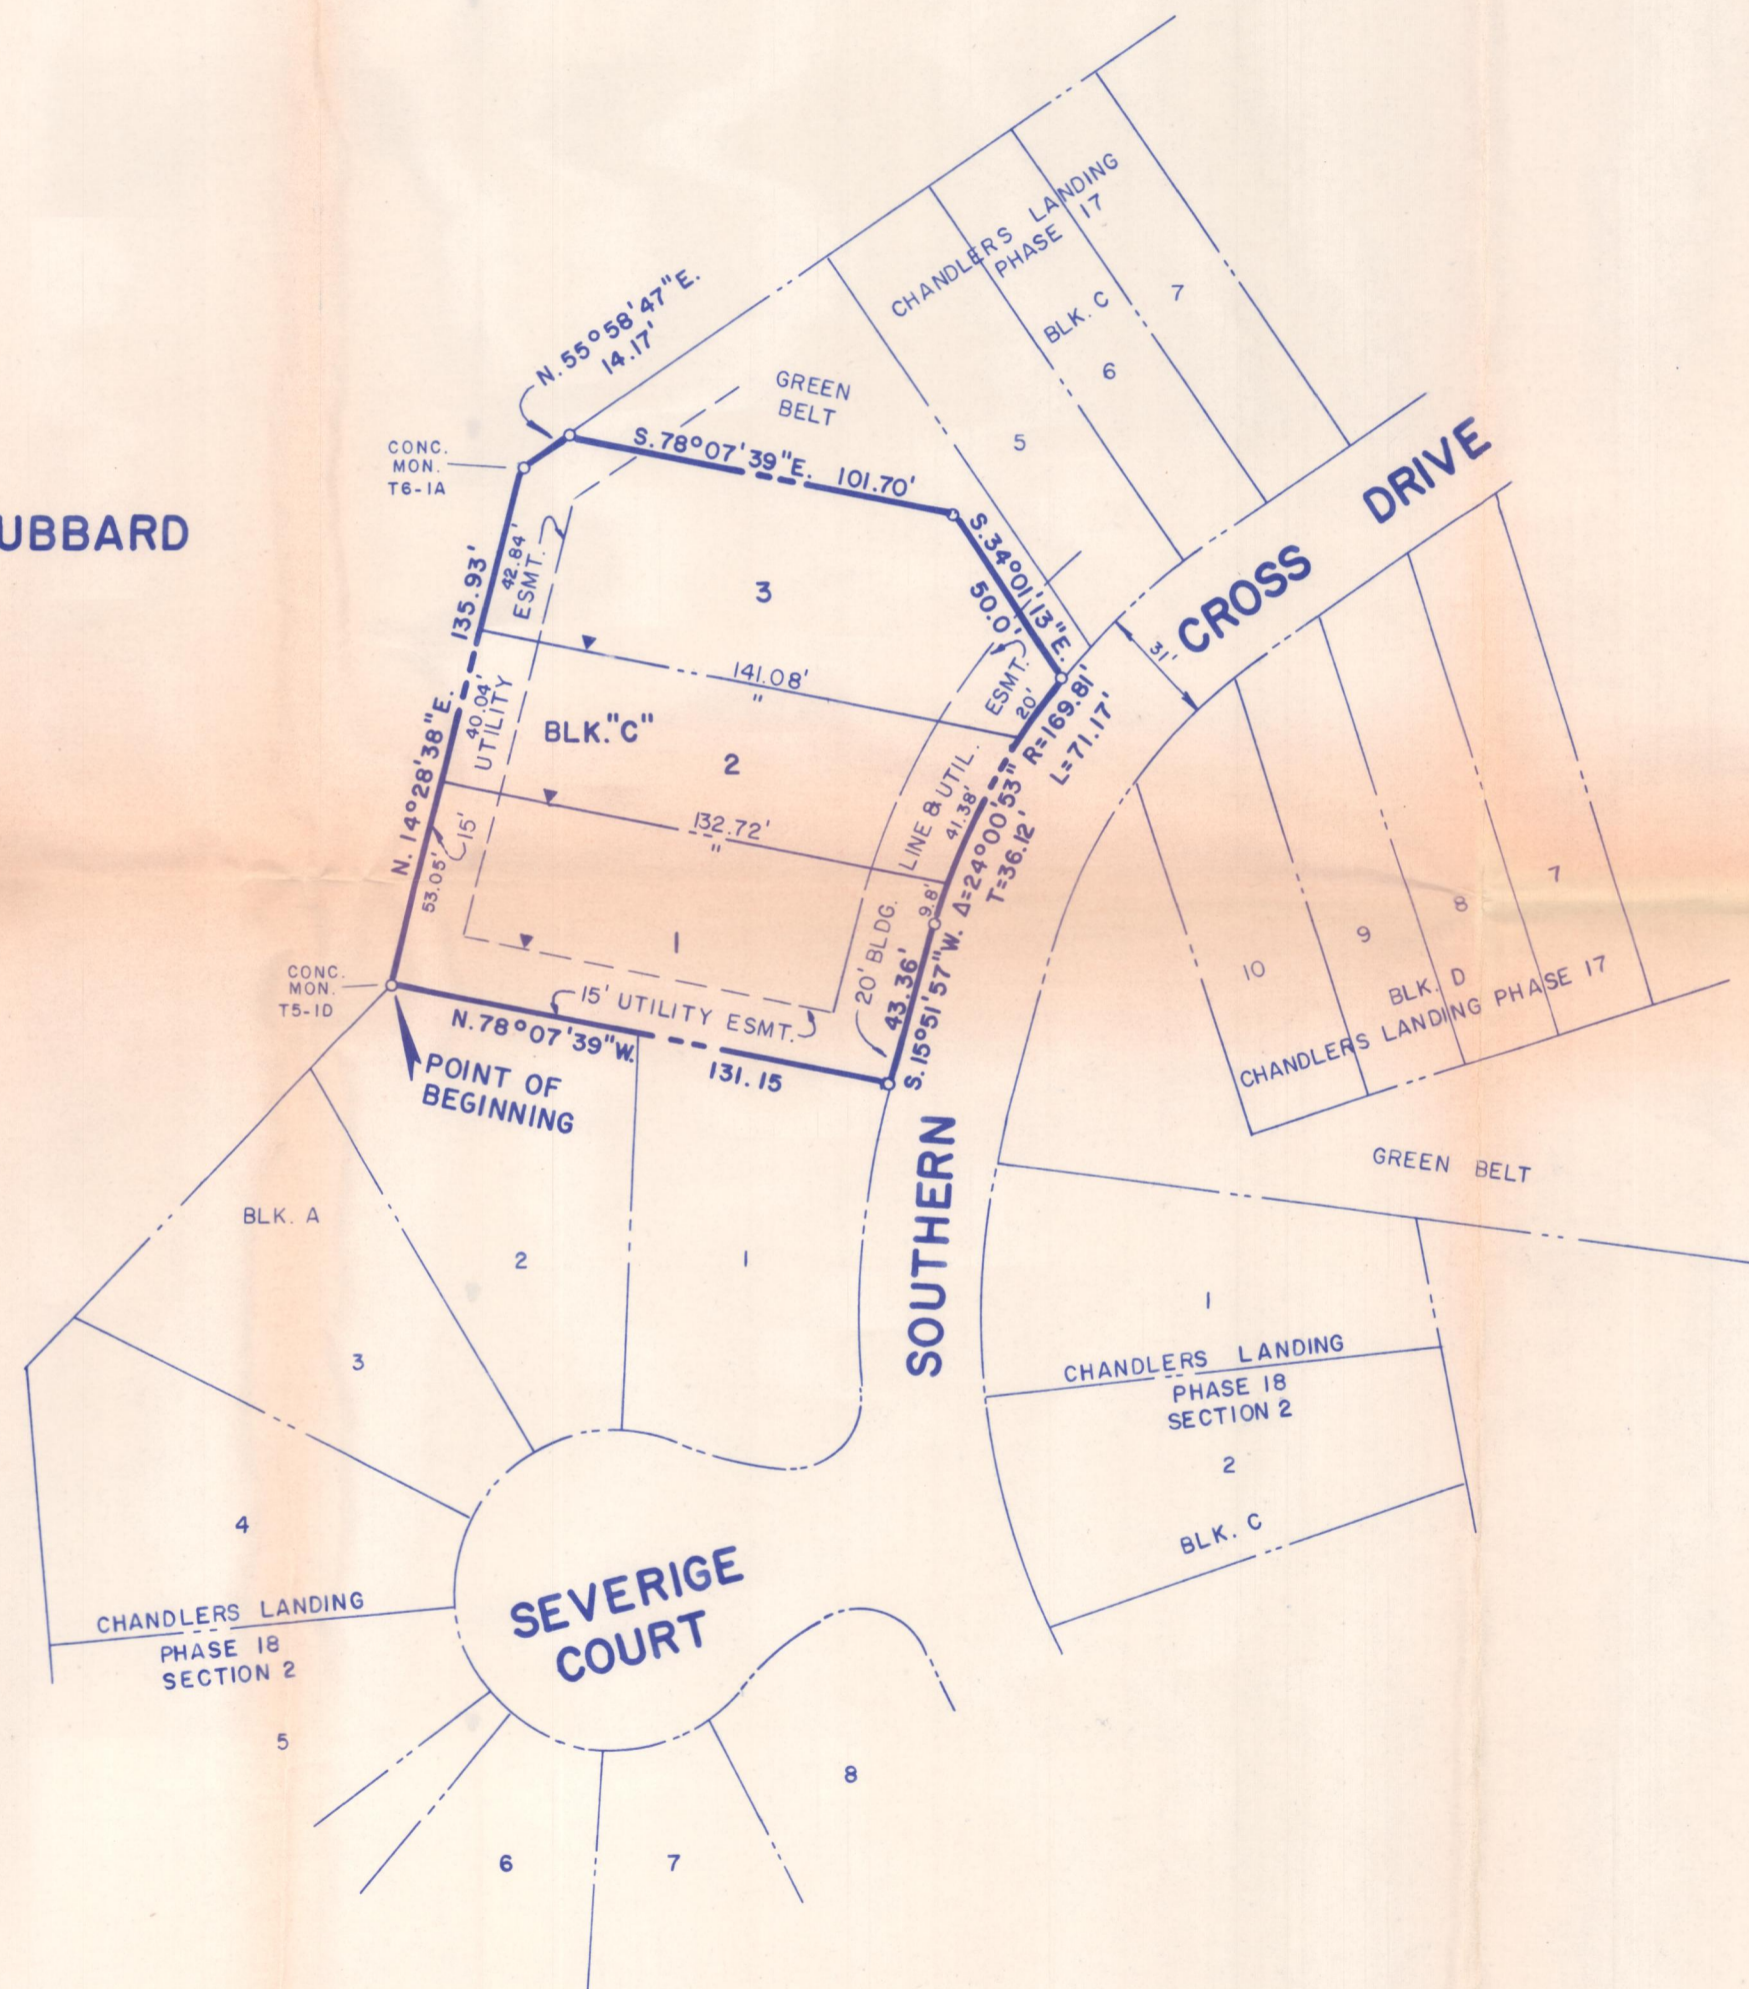 CHANDLERS LANDING
PHASE 17
BLK. C
7
6
5
N. 55°58'47"E.
14.17'
GREEN
BELT
CONC.
MON.
T6-1A
S. 78°07'39"E. 101.70'
S. 34°01'13"E.
50.0'
CROSS DRIVE
31'
UBBARD
N. 14°28'38"E. 135.93'
42.84'
ESMT.
40.04'
UTILITY
53.05'
15'
3
141.08'
"
BLK. "C"
2
132.72'
"
1
20' BLDG. LINE & UTIL. ESMT.
20'
41.38'
9.8'
R=169.81'
L=71.17'
Δ=24°00'53"
T=36.12'
43.36'
S. 15°51'57"W.
15' UTILITY ESMT.
N. 78°07'39"W.
131.15
CONC.
MON.
T5-1D
POINT OF
BEGINNING
7
8
9
10
BLK. D
CHANDLERS LANDING PHASE 17
GREEN BELT
SOUTHERN
BLK. A
2
1
3
4
CHANDLERS LANDING
PHASE 18
SECTION 2
5
6
7
8
SEVERIGE
COURT
1
CHANDLERS LANDING
PHASE 18
SECTION 2
2
BLK. C